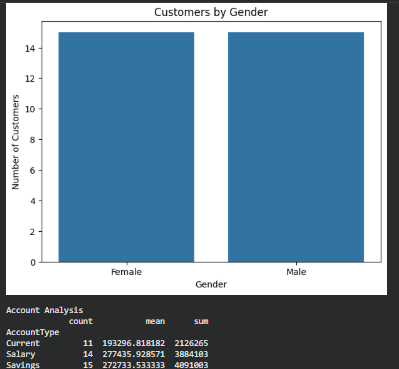 Customers by Gender
14
12
10
8
6
4
2
0
Number of Customers
Female Male
Gender
Account Analysis
count mean sum
AccountType
Current 11 193296.818182 2126265
Salary 14 277435.928571 3884103
Savings 15 272733.533333 4091003